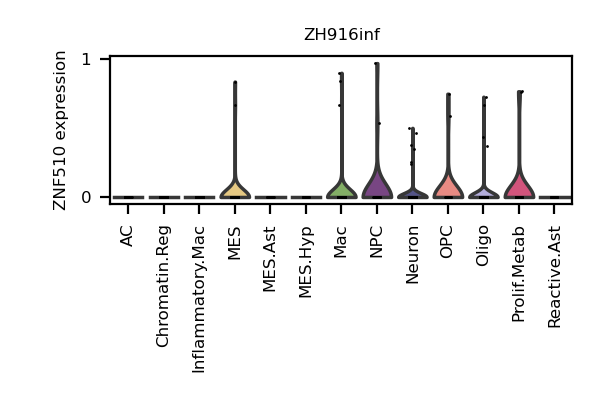 ZH916inf
ZNF510 expression
1
0
AC
Chromatin.Reg
Inflammatory.Mac
MES
MES.Ast
MES.Hyp
Mac
NPC
Neuron
OPC
Oligo
Prolif.Metab
Reactive.Ast